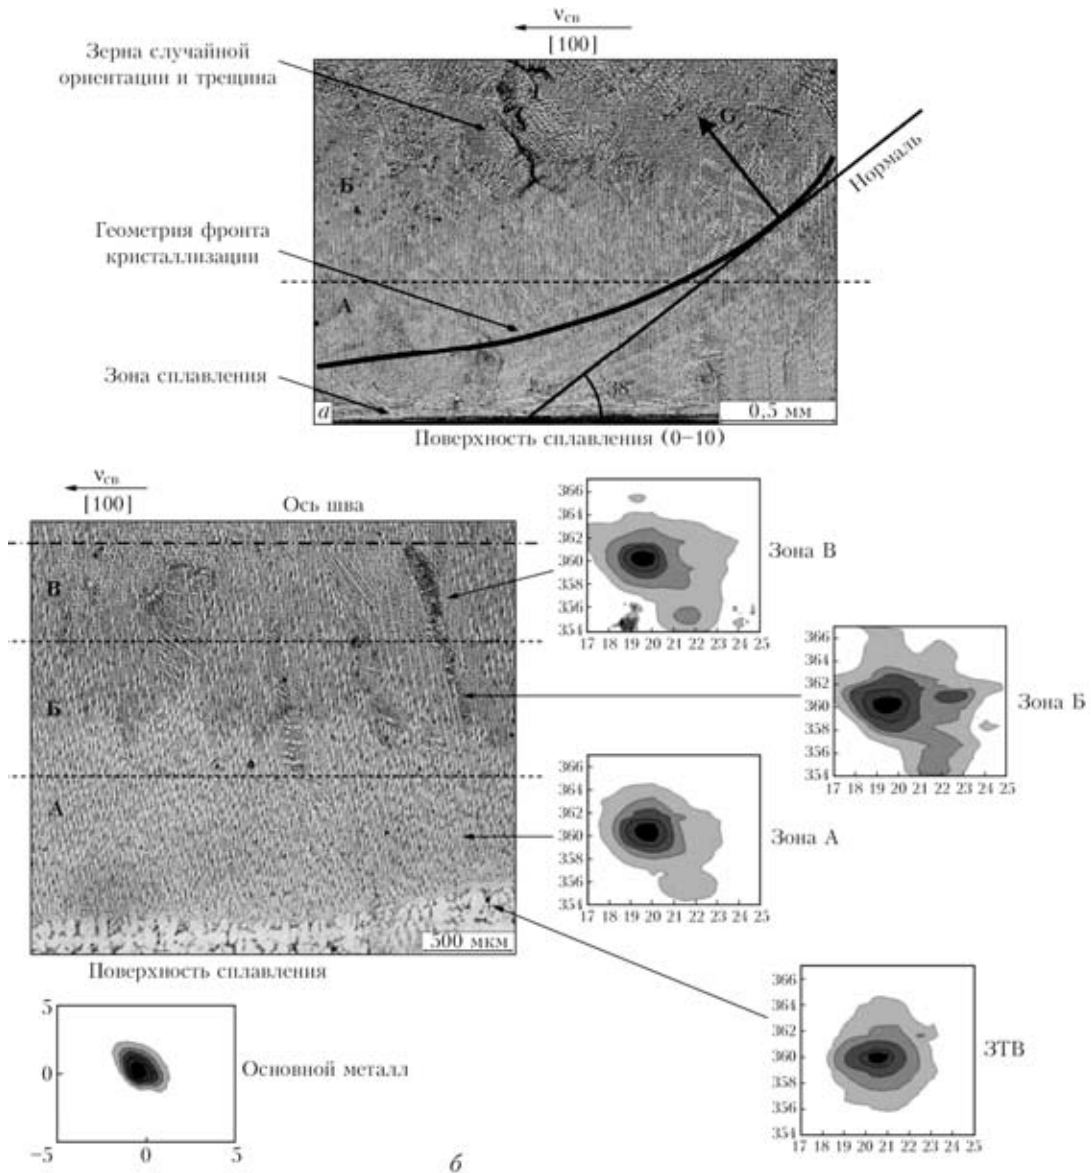 νсв
[100]
Зерна случайной
ориентации и трещина
G
Нормаль
Б
Геометрия фронта
кристаллизации
А
Зона сплавления
38°
а
0,5 мм
Поверхность сплавления (0–10)
νсв
[100]
Ось шва
В
Б
А
500 мкм
Поверхность сплавления
366
364
362
360
358
356
354
17 18 19 20 21 22 23 24 25
Зона В
366
364
362
360
358
356
354
17 18 19 20 21 22 23 24 25
Зона Б
366
364
362
360
358
356
354
17 18 19 20 21 22 23 24 25
Зона А
366
364
362
360
358
356
354
17 18 19 20 21 22 23 24 25
ЗТВ
5
0
−5 0 5
Основной металл
б